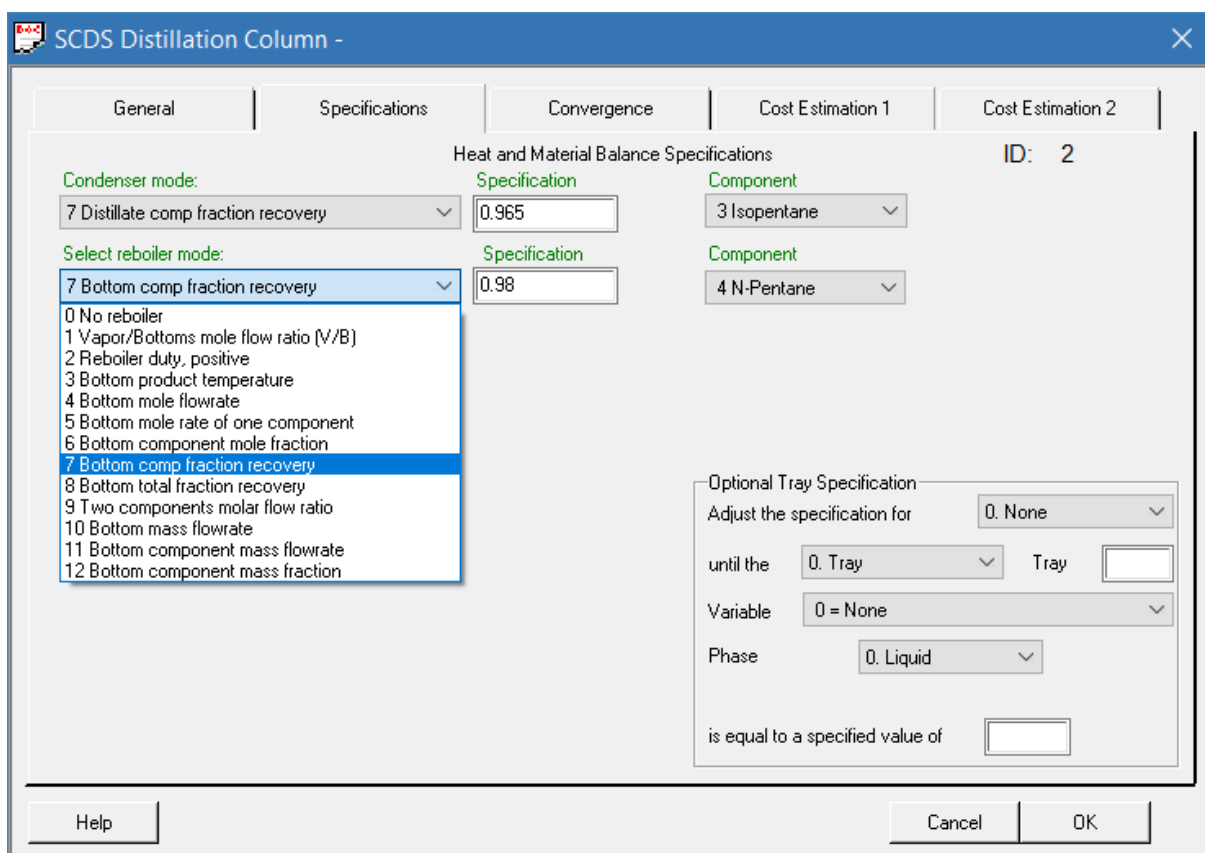 SCDS Distillation Column -
General Specifications Convergence Cost Estimation 1 Cost Estimation 2
Heat and Material Balance Specifications ID: 2
Condenser mode: Specification Component
7 Distillate comp fraction recovery 0.965 3 Isopentane
Select reboiler mode: Specification Component
7 Bottom comp fraction recovery 0.98 4 N-Pentane
0 No reboiler
1 Vapor/Bottoms mole flow ratio (V/B)
2 Reboiler duty, positive
3 Bottom product temperature
4 Bottom mole flowrate
5 Bottom mole rate of one component
6 Bottom component mole fraction
7 Bottom comp fraction recovery
8 Bottom total fraction recovery
9 Two components molar flow ratio
10 Bottom mass flowrate
11 Bottom component mass flowrate
12 Bottom component mass fraction
Optional Tray Specification
Adjust the specification for 0. None
until the 0. Tray Tray
Variable 0 = None
Phase 0. Liquid
is equal to a specified value of
Help Cancel OK